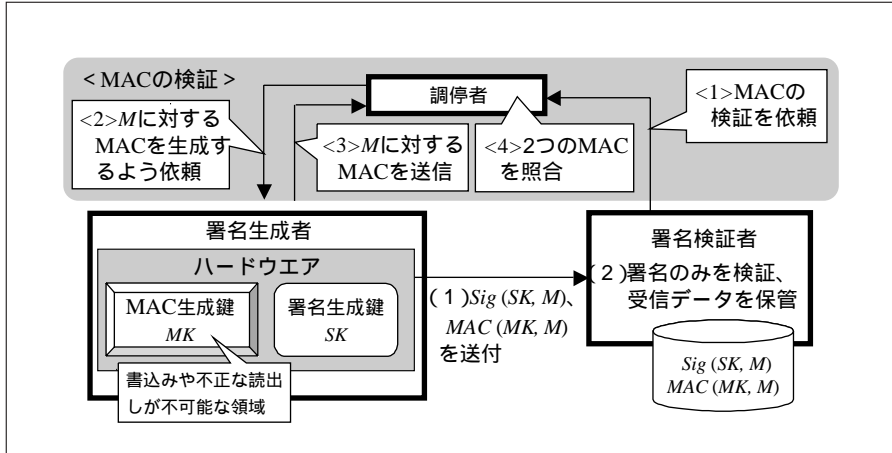 <MACの検証>
調停者
<1>MACの
検証を依頼
<2>Mに対する
MACを生成す
るよう依頼
<3>Mに対する
MACを送信
<4>2つのMAC
を照合
署名生成者
ハードウエア
MAC生成鍵
MK
署名生成鍵
SK
書込みや不正な読出
しが不可能な領域
(1)Sig (SK, M)、
MAC (MK, M)
を送付
署名検証者
(2)署名のみを検証、
受信データを保管
Sig (SK, M)
MAC (MK, M)